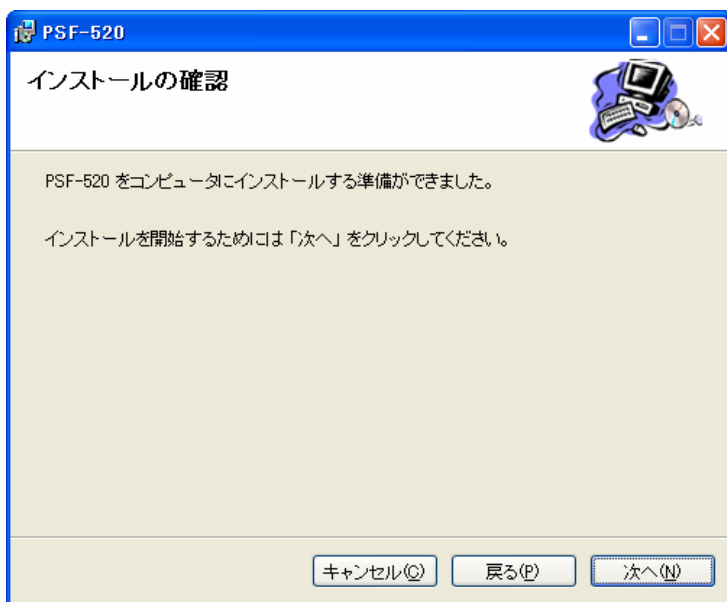 PSF-520
インストールの確認
PSF-520 をコンピュータにインストールする準備ができました。
インストールを開始するためには「次へ」をクリックしてください。
キャンセル(C) 戻る(P) 次へ(N)